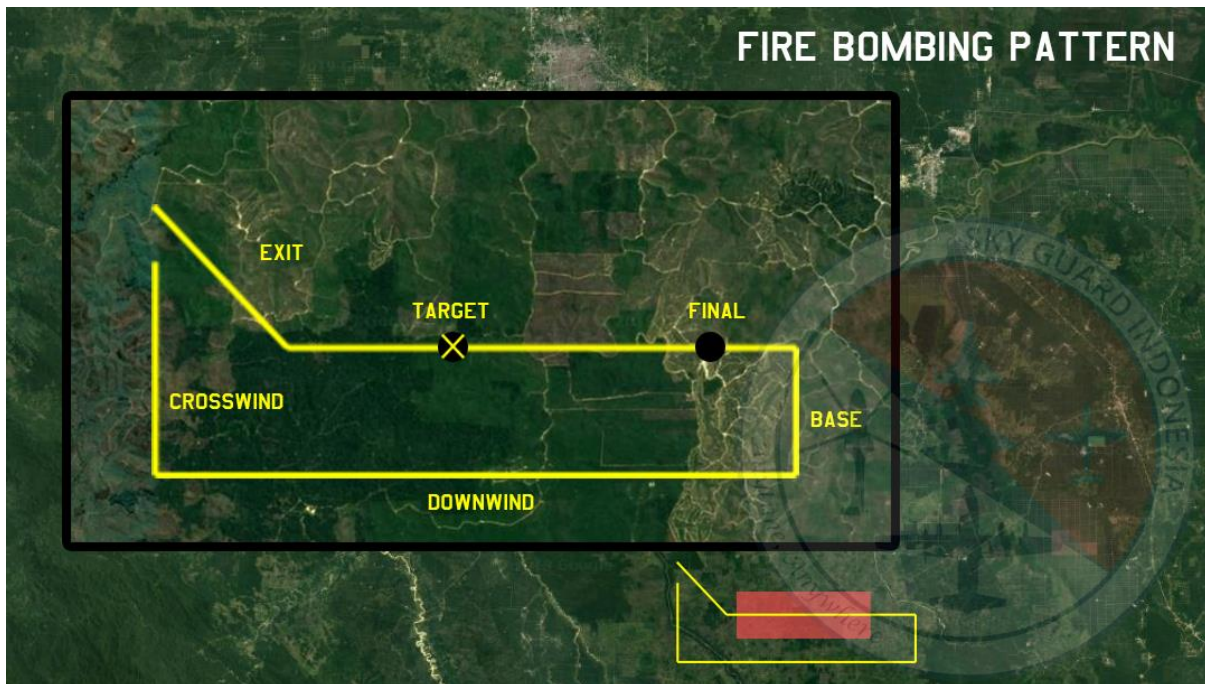 FIRE BOMBING PATTERN
EXIT
TARGET
FINAL
CROSSWIND
BASE
DOWNWIND
SKY GUARD INDONESIA